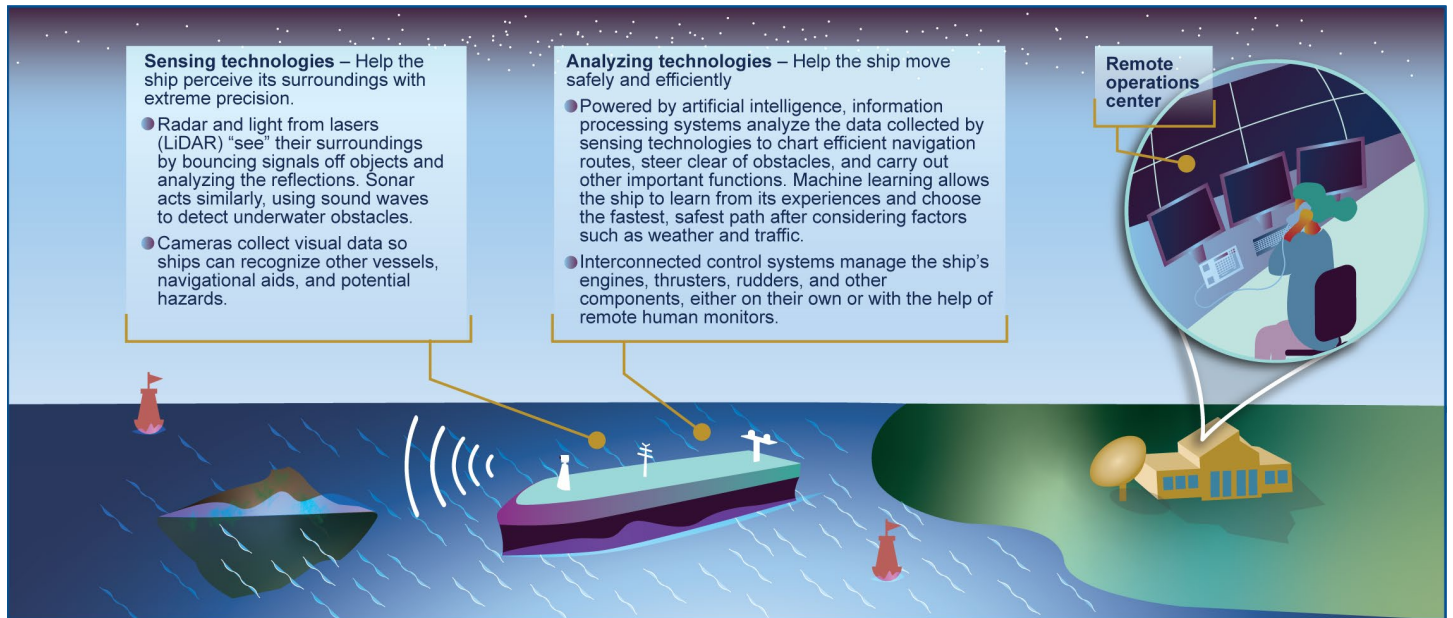 Sensing technologies – Help the
ship perceive its surroundings with
extreme precision.
Radar and light from lasers
(LiDAR) “see” their surroundings
by bouncing signals off objects and
analyzing the reflections. Sonar
acts similarly, using sound waves
to detect underwater obstacles.
Cameras collect visual data so
ships can recognize other vessels,
navigational aids, and potential
hazards.
Analyzing technologies – Help the ship move
safely and efficiently
Powered by artificial intelligence, information
processing systems analyze the data collected by
sensing technologies to chart efficient navigation
routes, steer clear of obstacles, and carry out
other important functions. Machine learning allows
the ship to learn from its experiences and choose
the fastest, safest path after considering factors
such as weather and traffic.
Interconnected control systems manage the ship’s
engines, thrusters, rudders, and other
components, either on their own or with the help of
remote human monitors.
Remote
operations
center